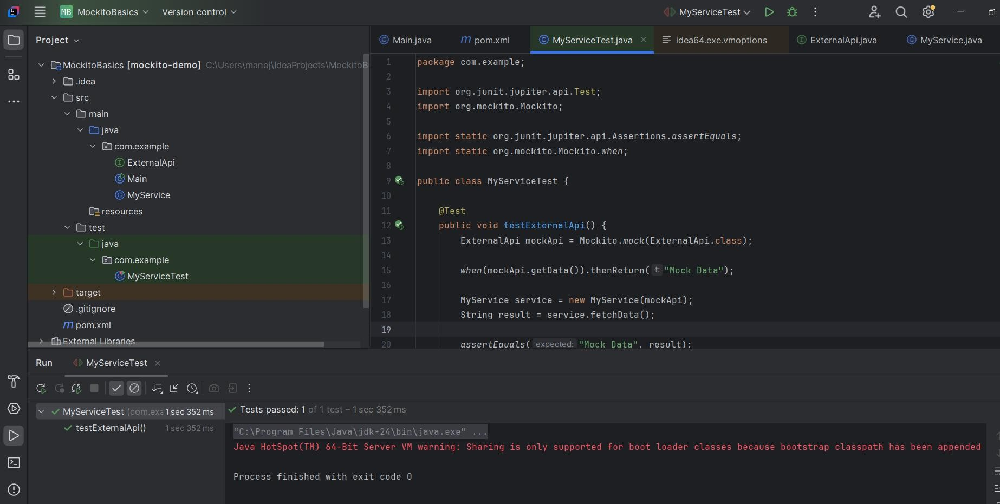 MB MockitoBasics Version control MyServiceTest
Project
MockitoBasics [mockito-demo] C:\Users\manoj\IdeaProjects\MockitoB
.idea
src
main
java
com.example
ExternalApi
Main
MyService
resources
test
java
com.example
MyServiceTest
target
.gitignore
pom.xml
External Libraries
Main.java pom.xml MyServiceTest.java idea64.exe.vmoptions ExternalApi.java MyService.java
1 package com.example;
2
3 import org.junit.jupiter.api.Test;
4 import org.mockito.Mockito;
5
6 import static org.junit.jupiter.api.Assertions.assertEquals;
7 import static org.mockito.Mockito.when;
8
9 public class MyServiceTest {
10
11 @Test
12 public void testExternalApi() {
13 ExternalApi mockApi = Mockito.mock(ExternalApi.class);
14
15 when(mockApi.getData()).thenReturn( t: "Mock Data");
16
17 MyService service = new MyService(mockApi);
18 String result = service.fetchData();
19
20 assertEquals( expected: "Mock Data", result);
Run MyServiceTest
MyServiceTest (com.exa 1 sec 352 ms
testExternalApi() 1 sec 352 ms
Tests passed: 1 of 1 test – 1 sec 352 ms
"C:\Program Files\Java\jdk-24\bin\java.exe" ...
Java HotSpot(TM) 64-Bit Server VM warning: Sharing is only supported for boot loader classes because bootstrap classpath has been appended
Process finished with exit code 0